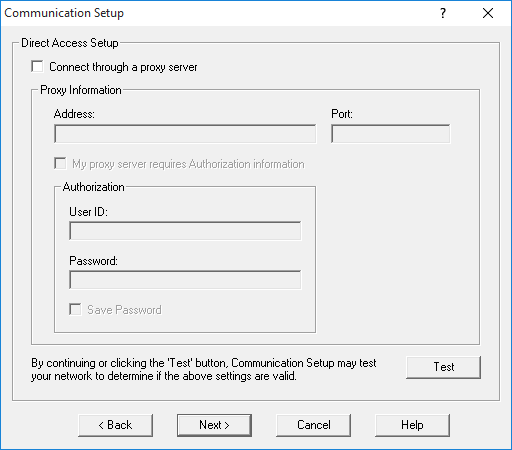 Communication Setup
?
Direct Access Setup
Connect through a proxy server
Proxy Information
Address:
Port:
My proxy server requires Authorization information
Authorization
User ID:
Password:
Save Password
By continuing or clicking the 'Test' button, Communication Setup may test
your network to determine if the above settings are valid.
Test
< Back
Next >
Cancel
Help